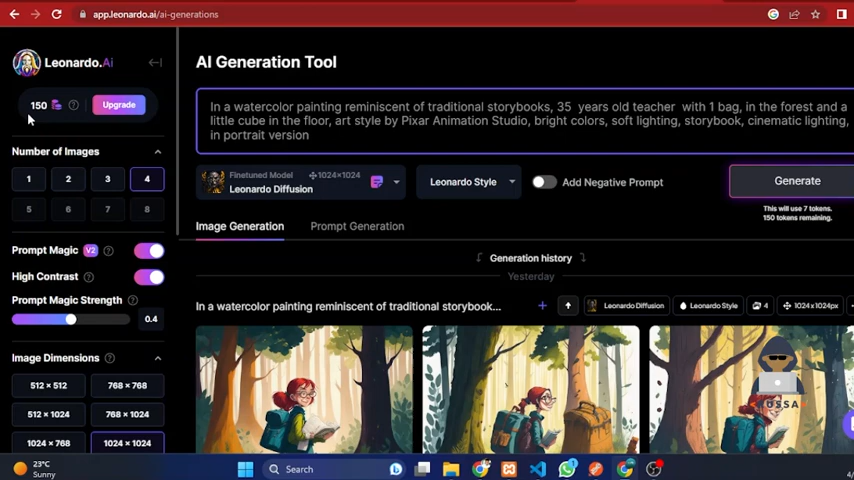 app.leonardo.ai/ai-generations
Leonardo.Ai
150
Upgrade
Number of Images
1 2 3 4
5 6 7 8
Prompt Magic V2
High Contrast
Prompt Magic Strength
0.4
Image Dimensions
512 × 512 768 × 768
512 × 1024 768 × 1024
1024 × 768 1024 × 1024
AI Generation Tool
In a watercolor painting reminiscent of traditional storybooks, 35 years old teacher with 1 bag, in the forest and a
little cube in the floor, art style by Pixar Animation Studio, bright colors, soft lighting, storybook, cinematic lighting,
in portrait version
Finetuned Model 1024×1024
Leonardo Diffusion
Leonardo Style
Add Negative Prompt
Generate
This will use 7 tokens.
150 tokens remaining.
Image Generation Prompt Generation
Generation history
Yesterday
In a watercolor painting reminiscent of traditional storybook...
Leonardo Diffusion Leonardo Style 4 1024×1024px
23°C
Sunny
Search